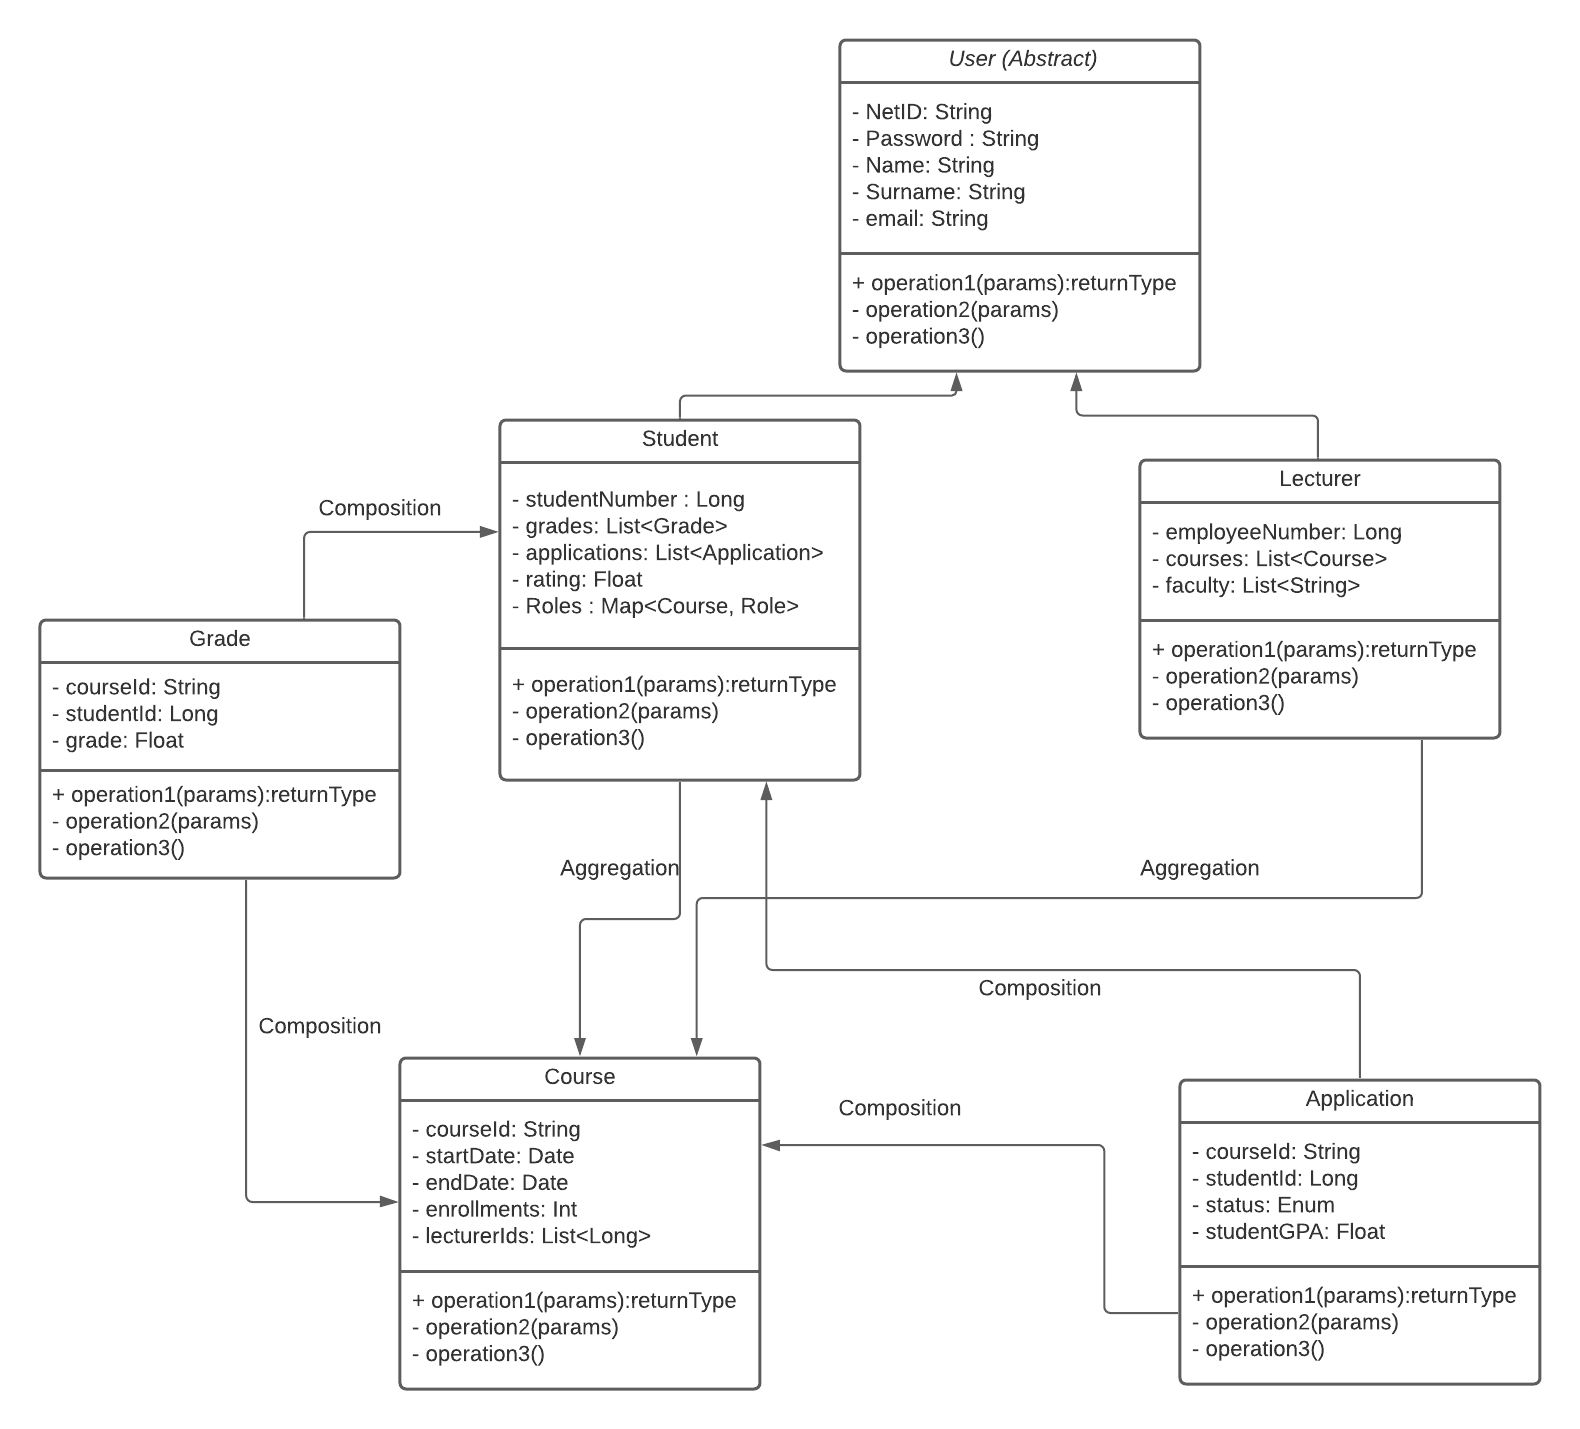 User (Abstract)
- NetID: String
- Password : String
- Name: String
- Surname: String
- email: String
+ operation1(params):returnType
- operation2(params)
- operation3()
Student
- studentNumber : Long
- grades: List<Grade>
- applications: List<Application>
- rating: Float
- Roles : Map<Course, Role>
+ operation1(params):returnType
- operation2(params)
- operation3()
Lecturer
- employeeNumber: Long
- courses: List<Course>
- faculty: List<String>
+ operation1(params):returnType
- operation2(params)
- operation3()
Composition
Grade
- courseId: String
- studentId: Long
- grade: Float
+ operation1(params):returnType
- operation2(params)
- operation3()
Aggregation
Aggregation
Composition
Composition
Course
- courseId: String
- startDate: Date
- endDate: Date
- enrollments: Int
- lecturerIds: List<Long>
+ operation1(params):returnType
- operation2(params)
- operation3()
Composition
Application
- courseId: String
- studentId: Long
- status: Enum
- studentGPA: Float
+ operation1(params):returnType
- operation2(params)
- operation3()